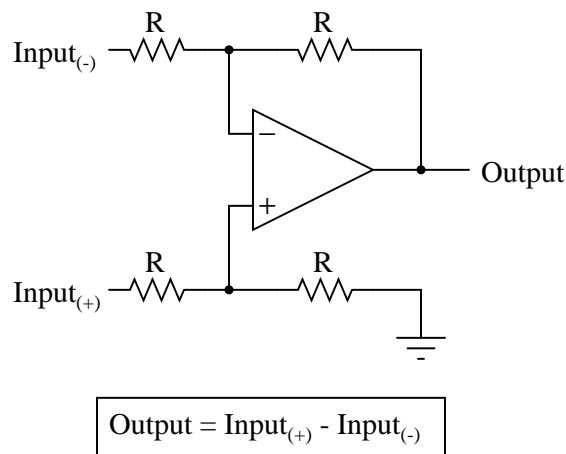 R R
Input(-)
−
Output
+
R R
Input(+)
Output = Input(+) - Input(-)